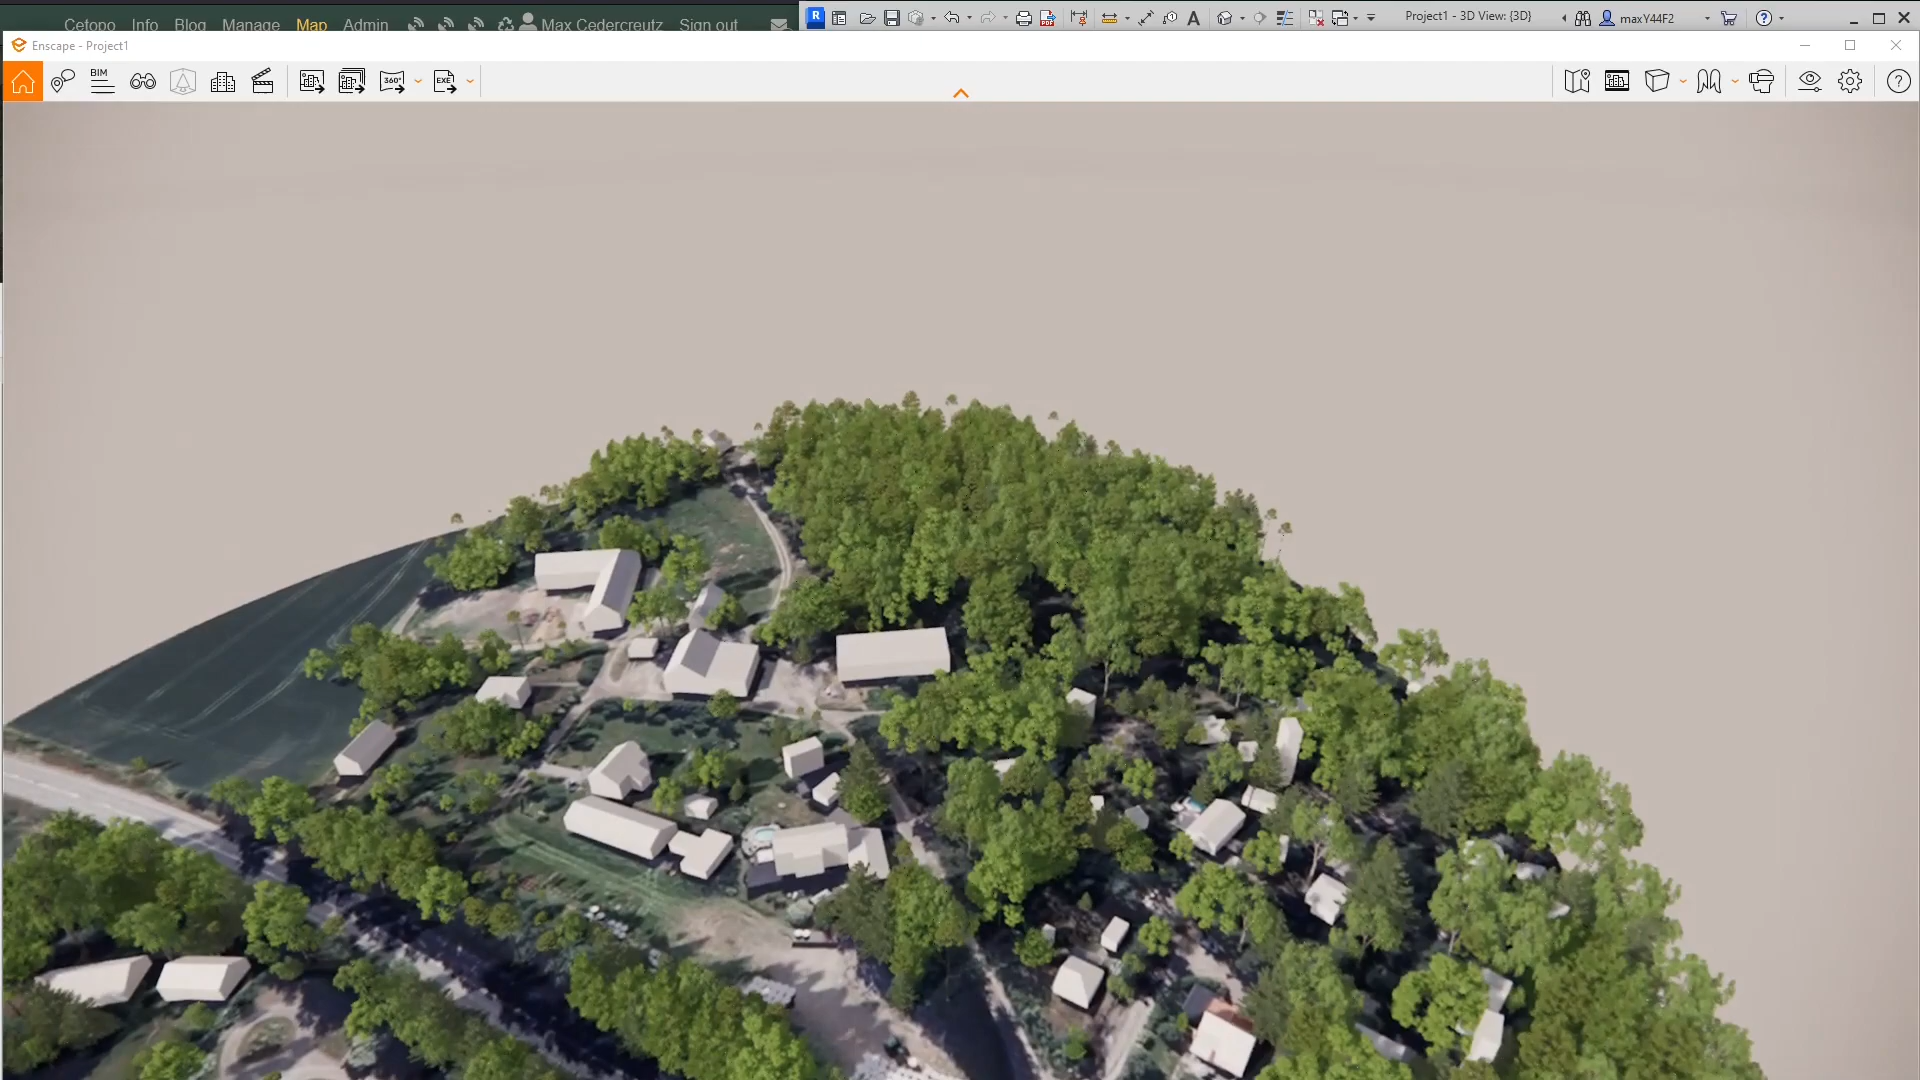 Cetopo Info Blog Manage Map Admin Max Cedercreutz Sign out
R A Project1 - 3D View: {3D} maxY44F2
Enscape - Project1
BIM 360° EXE